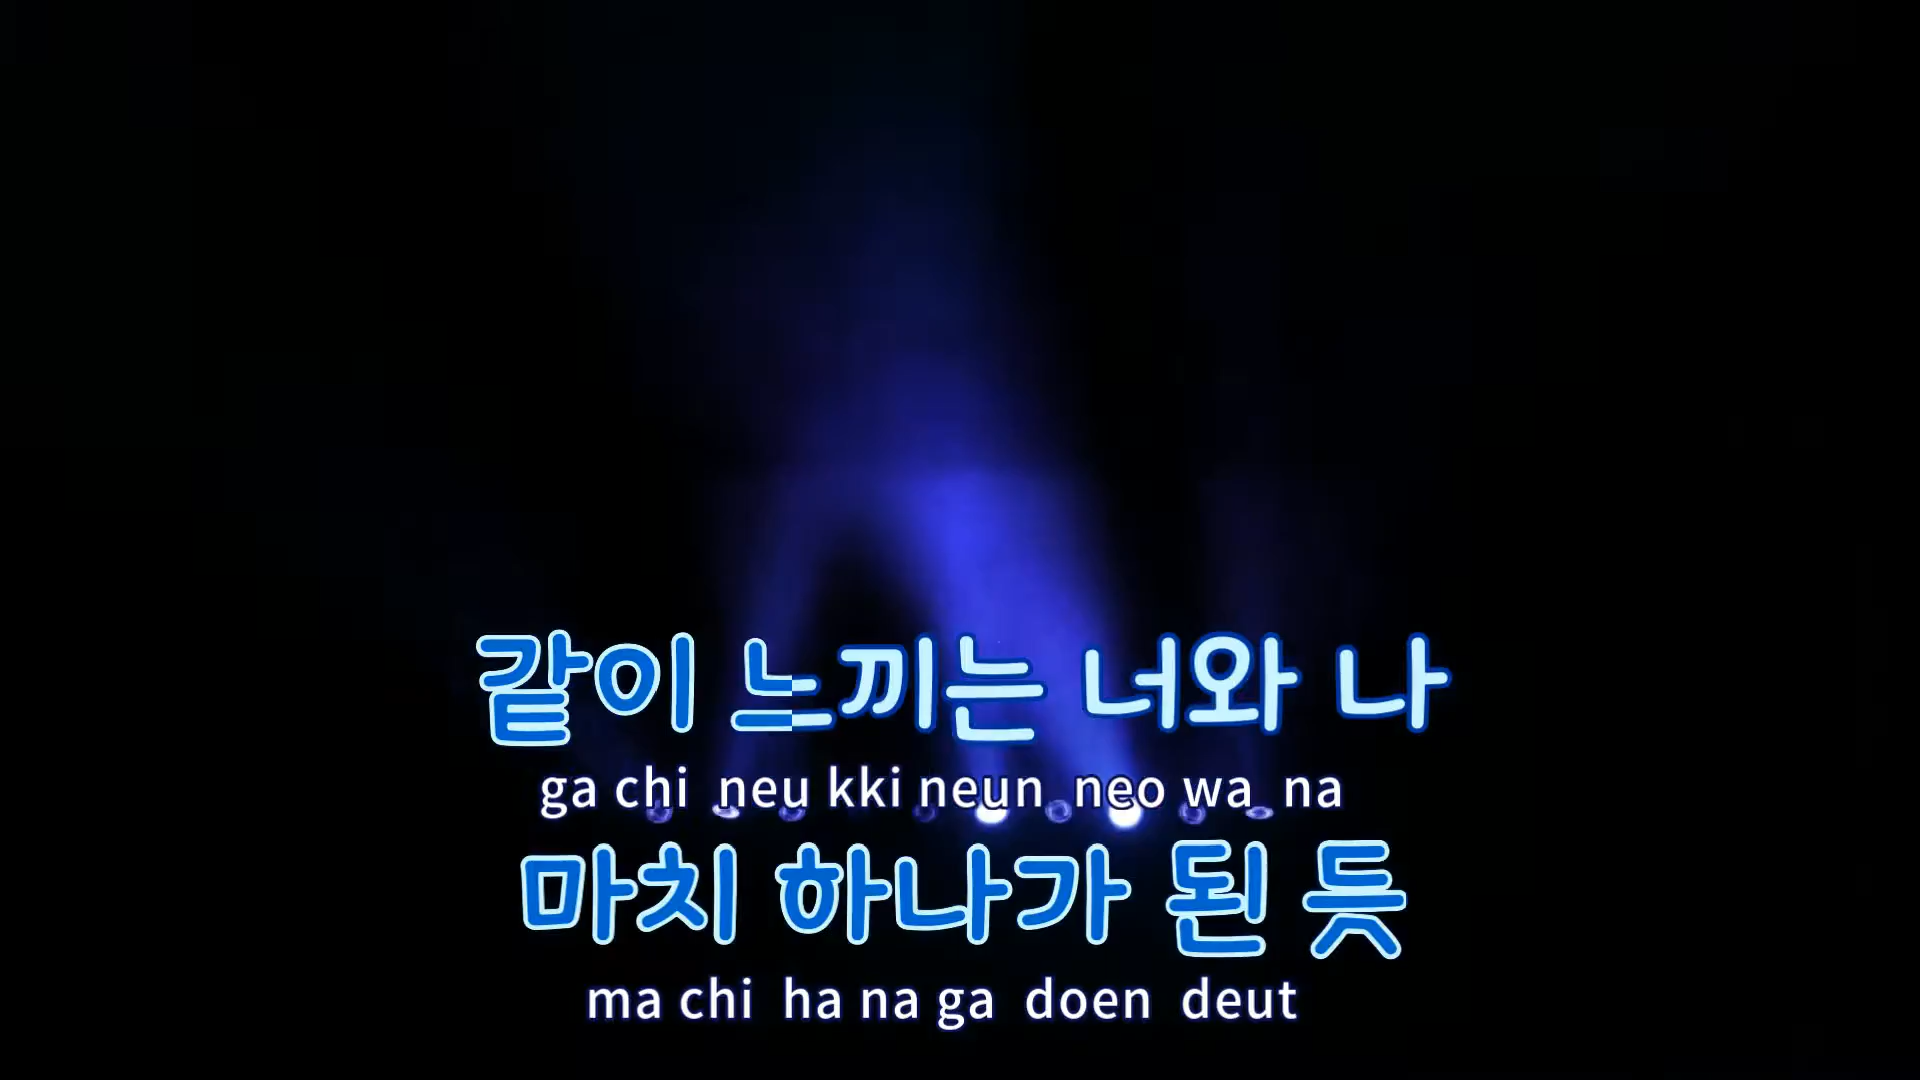 같이 느끼는 너와 나
ga chi neu kki neun neo wa na
마치 하나가 된 듯
ma chi ha na ga doen deut